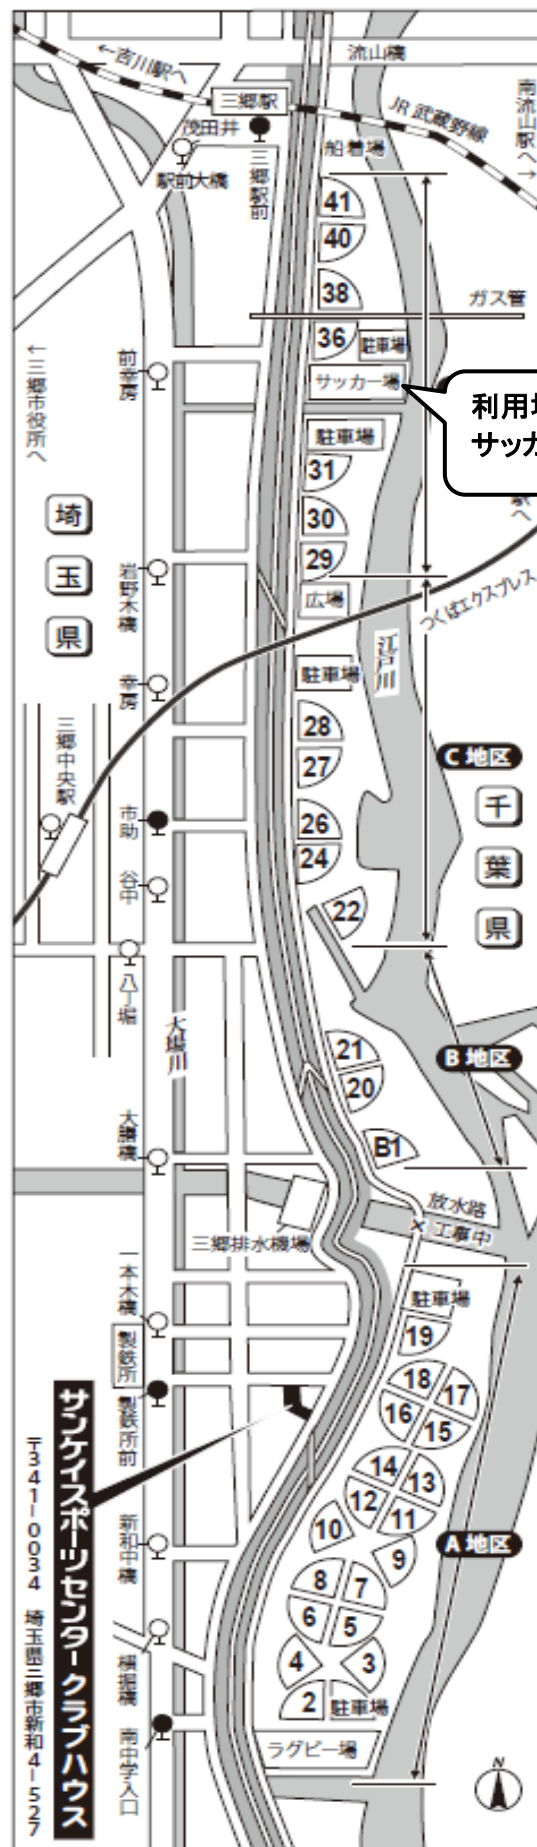 流山橋
←吉川駅へ
三郷駅
JR 武蔵野線
南流山駅へ→
茂田井
駅前大橋
三郷駅前
船着場
41
40
38
ガス管
36
駐車場
サッカー場
利用場
サッカ
前幸房
←三郷市役所へ
駐車場
31
30
29
広場
駅へ
埼玉県
岩野木橋
つくばエクスプレス
江戸川
幸房
駐車場
28
27
C 地区
千葉県
三郷中央駅
市助
26
24
谷中
22
八丁堀
大場川
21
20
B 地区
B1
大膳橋
放水路
× 工事中
三郷排水機場
駐車場
一本木橋
19
製鉄所
製鉄所前
18
17
16
15
14
13
12
11
10
9
A 地区
新和中橋
8
7
6
5
4
3
2
駐車場
横堀橋
南中学入口
ラグビー場
サンケイスポーツセンタークラブハウス
〒341-0034 埼玉県三郷市新和4-527
N